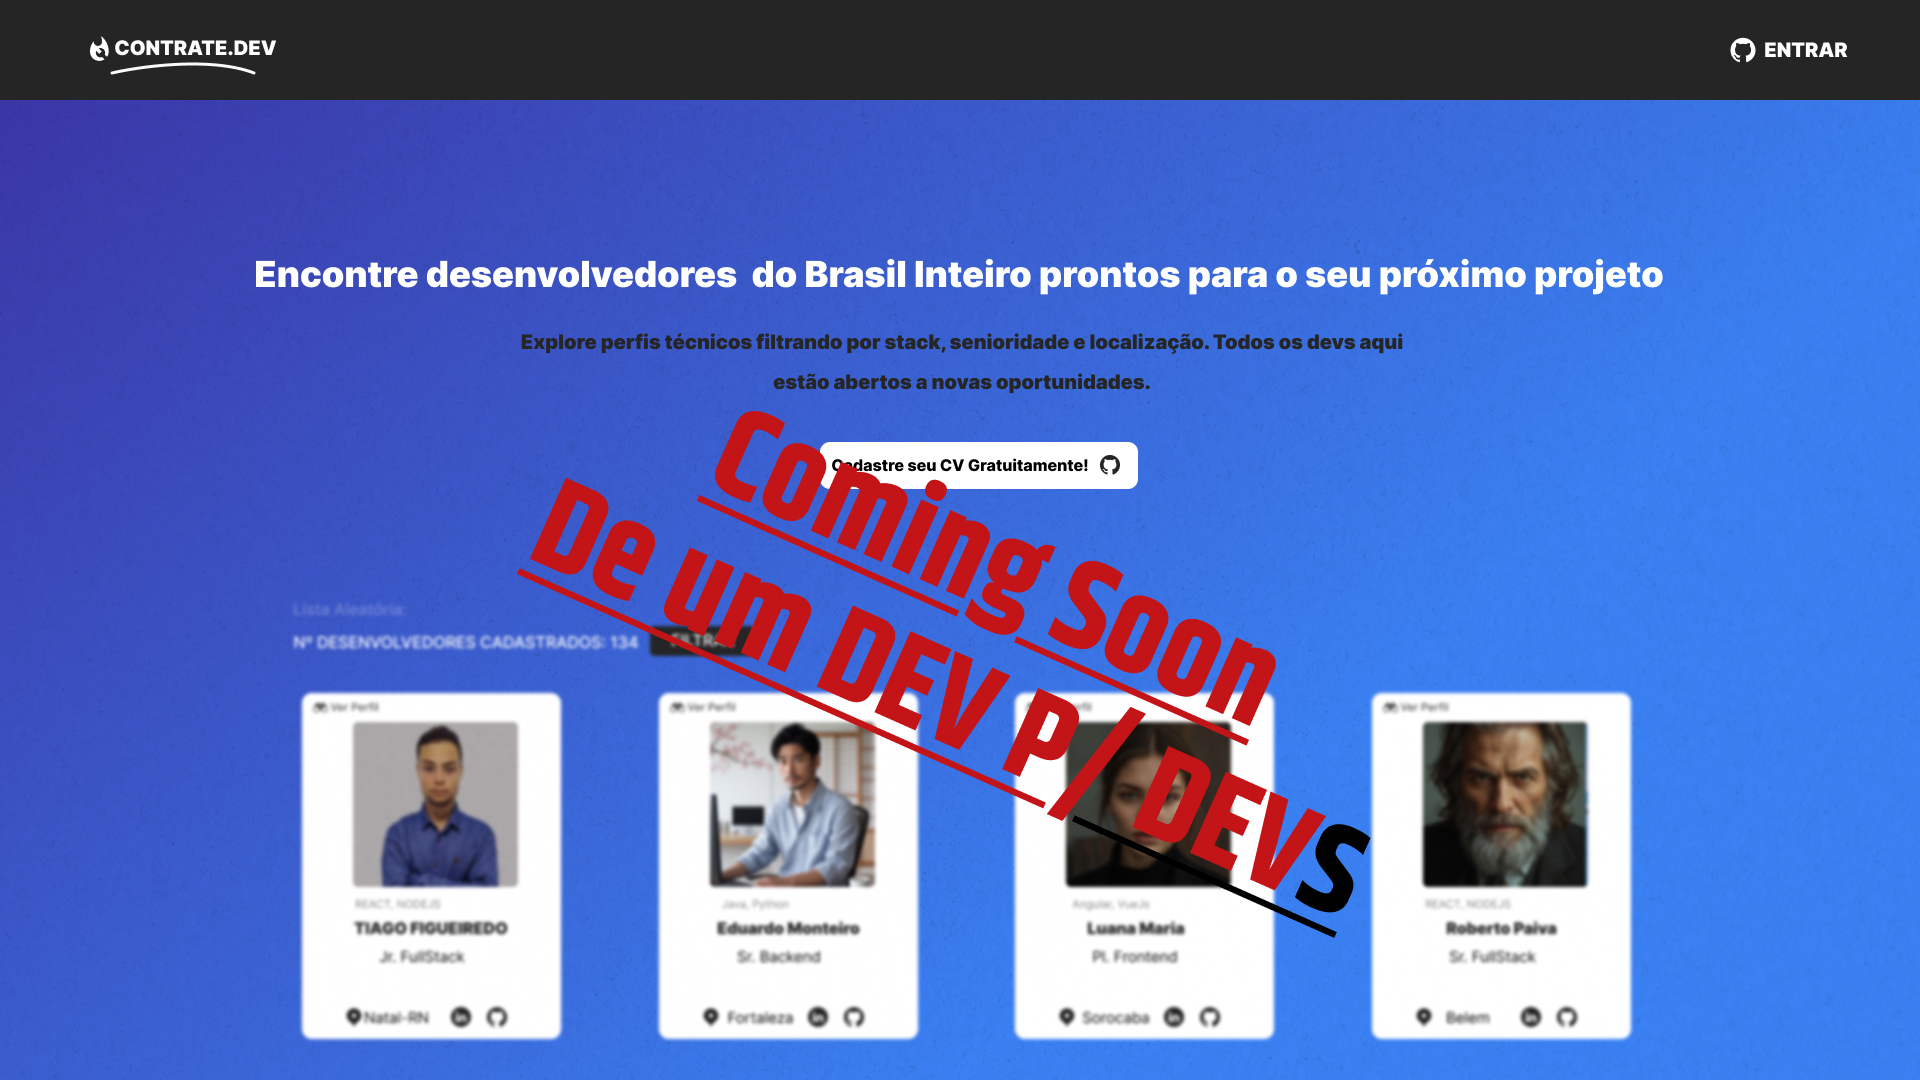 CONTRATE.DEV
ENTRAR
Encontre desenvolvedores do Brasil Inteiro prontos para o seu próximo projeto
Explore perfis técnicos filtrando por stack, senioridade e localização. Todos os devs aqui
estão abertos a novas oportunidades.
Cadastre seu CV Gratuitamente!
Coming Soon
De um DEV P/ DEVS
Lista Aleatória:
Nº DESENVOLVEDORES CADASTRADOS: 134
Ver Perfil
REACT, NODEJS
TIAGO FIGUEIREDO
Jr. FullStack
Natal-RN
Ver Perfil
Java, Python
Eduardo Monteiro
Sr. Backend
Fortaleza
Angular, VueJs
Luana Maria
Pl. Frontend
Sorocaba
Ver Perfil
REACT, NODEJS
Roberto Paiva
Sr. FullStack
Belem